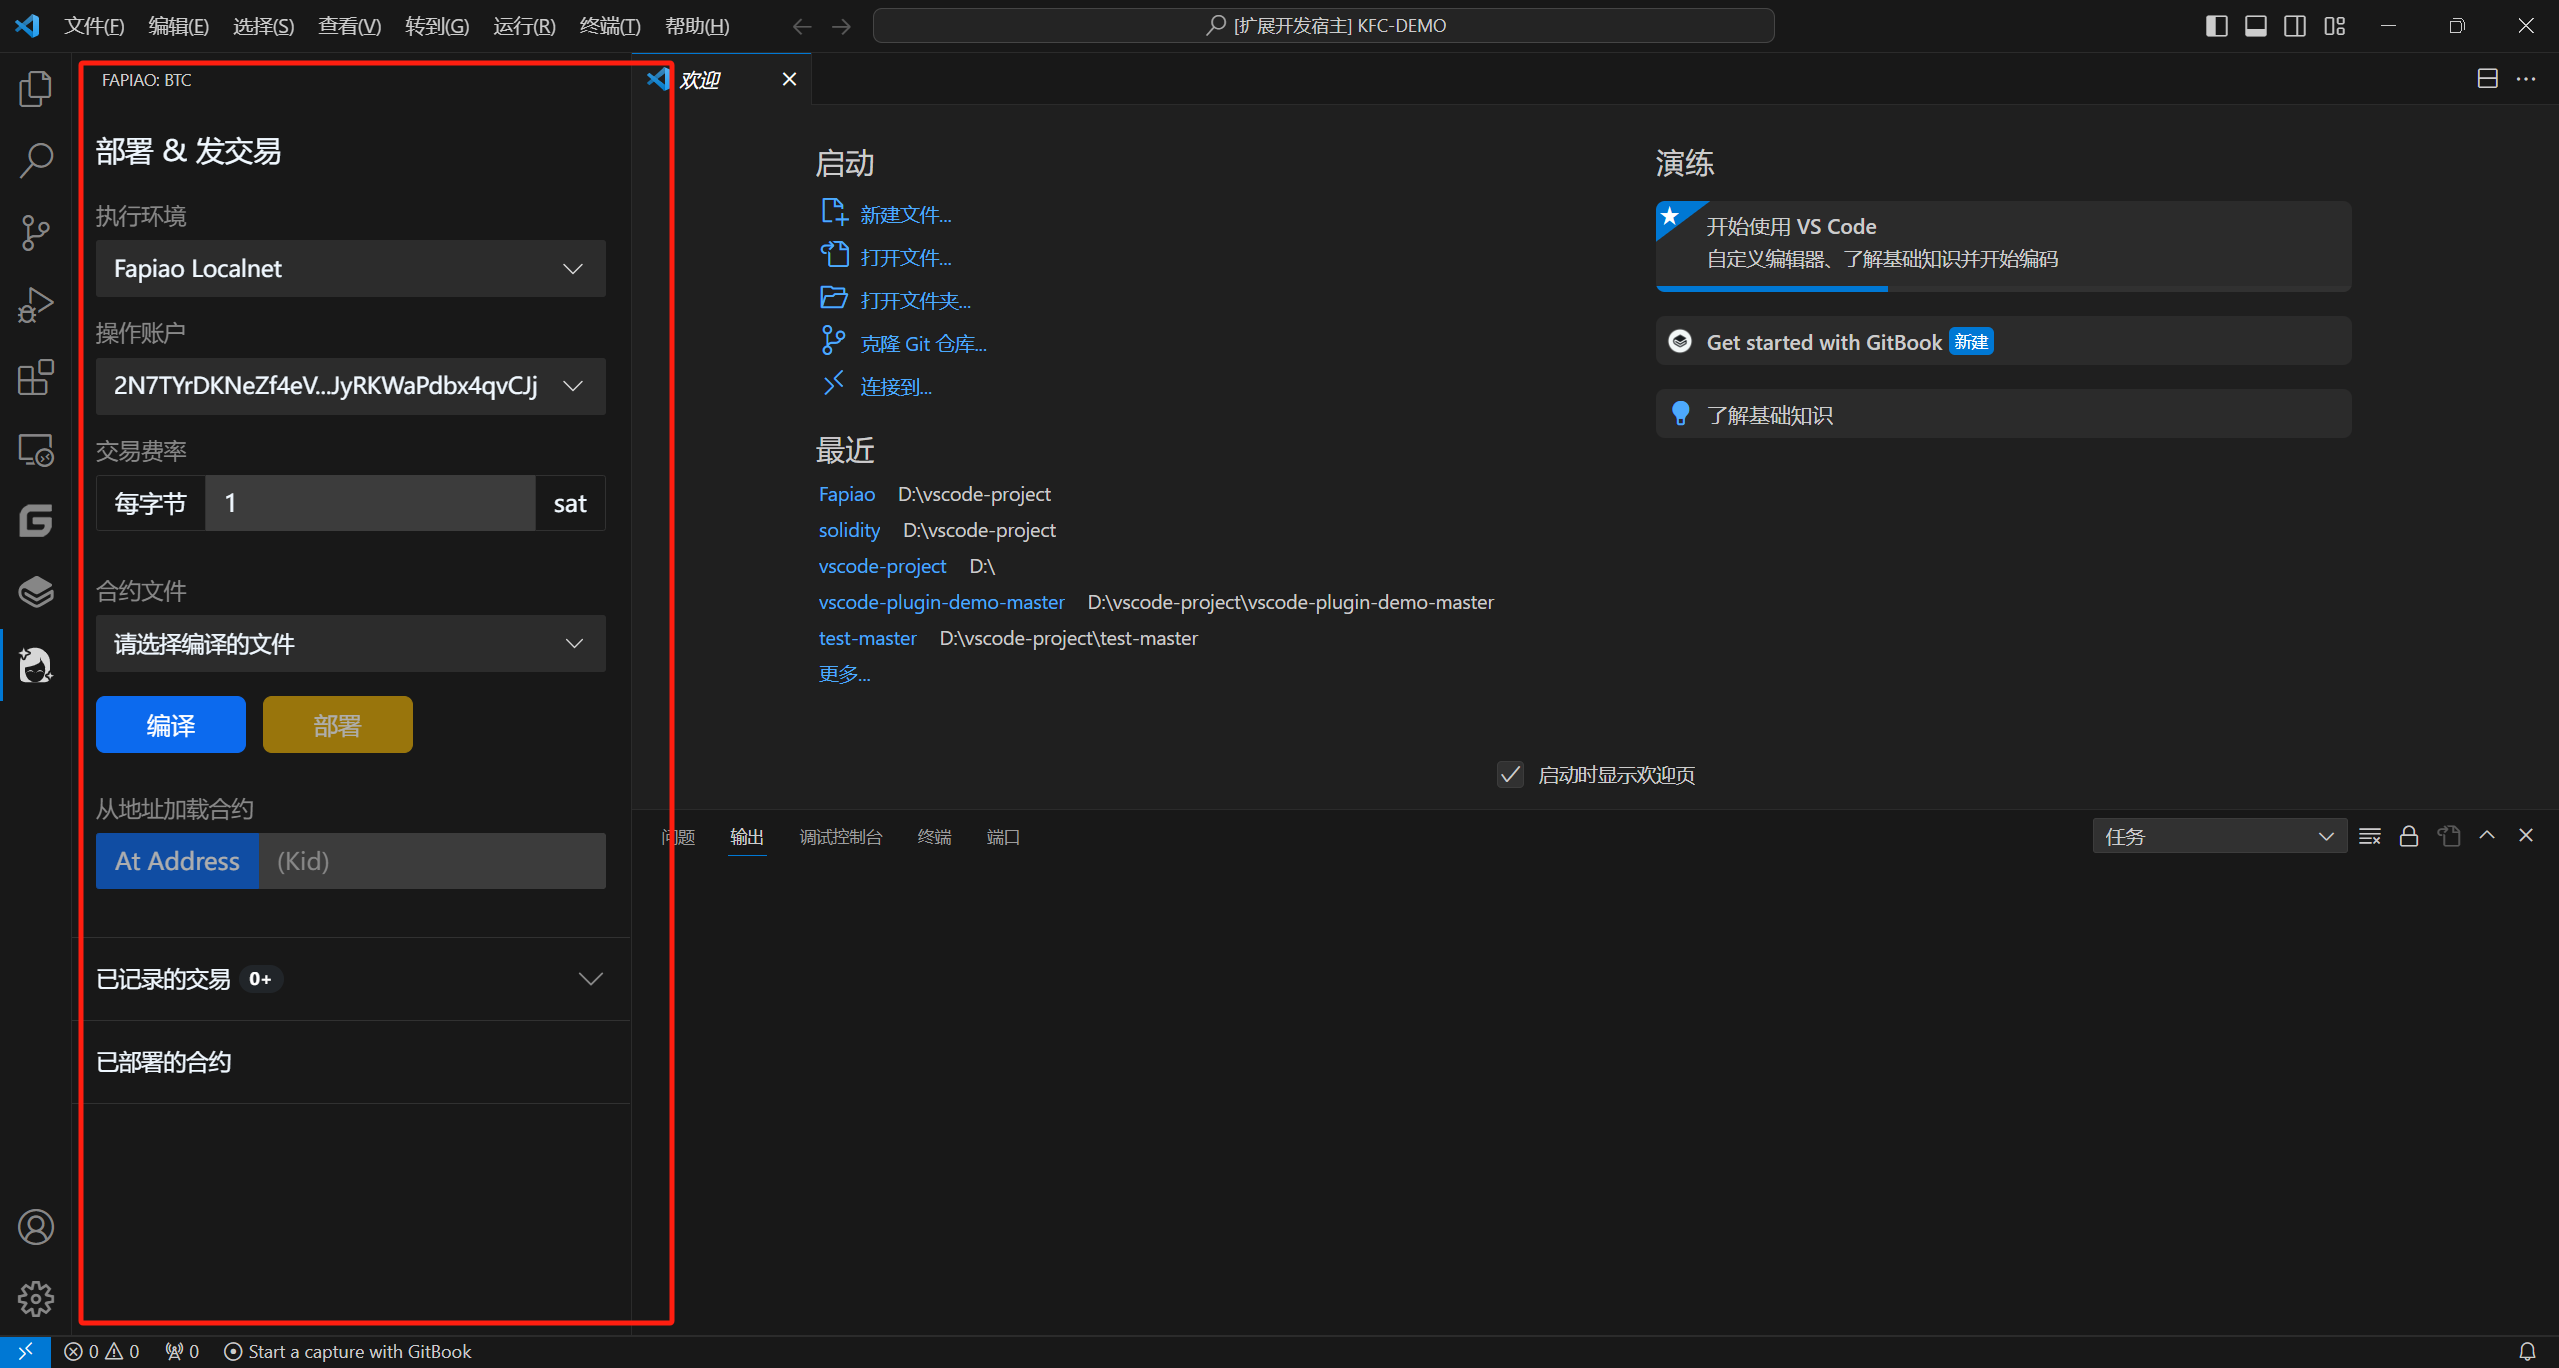 文件(F) 编辑(E) 选择(S) 查看(V) 转到(G) 运行(R) 终端(T) 帮助(H)
[扩展开发宿主] KFC-DEMO
FAPIAO: BTC
部署 & 发交易
执行环境
Fapiao Localnet
操作账户
2N7TYrDKNeZf4eV...JyRKWaPdbx4qvCJj
交易费率
每字节 1 sat
合约文件
请选择编译的文件
编译 部署
从地址加载合约
At Address (Kid)
已记录的交易 0+
已部署的合约
欢迎
启动
新建文件...
打开文件...
打开文件夹...
克隆 Git 仓库...
连接到...
最近
Fapiao D:\vscode-project
solidity D:\vscode-project
vscode-project D:\
vscode-plugin-demo-master D:\vscode-project\vscode-plugin-demo-master
test-master D:\vscode-project\test-master
更多...
演练
开始使用 VS Code
自定义编辑器、了解基础知识并开始编码
Get started with GitBook 新建
了解基础知识
启动时显示欢迎页
问题 输出 调试控制台 终端 端口
任务
0 0 0 Start a capture with GitBook